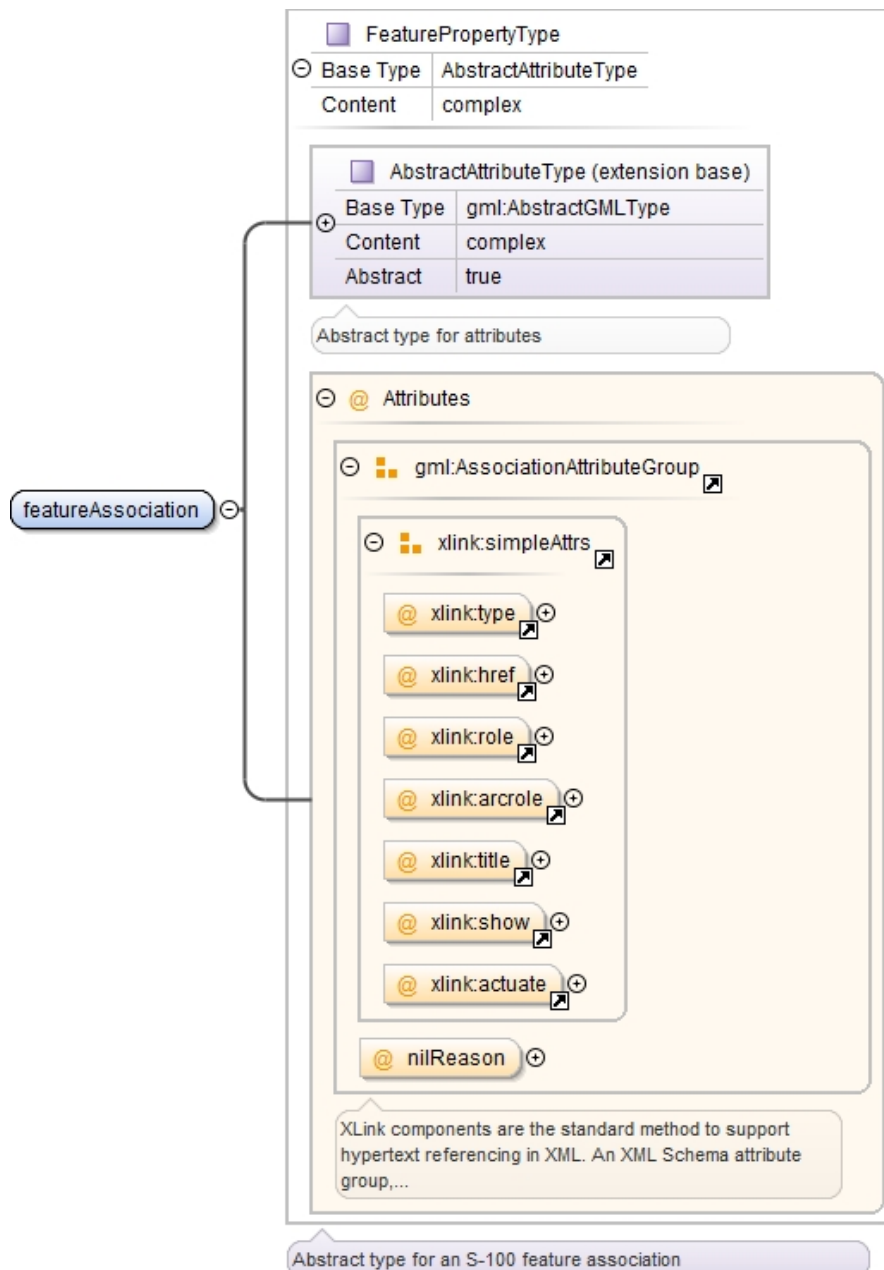 FeaturePropertyType
Base Type AbstractAttributeType
Content complex
AbstractAttributeType (extension base)
Base Type gml:AbstractGMLType
Content complex
Abstract true
Abstract type for attributes
@ Attributes
gml:AssociationAttributeGroup
featureAssociation
xlink:simpleAttrs
@ xlink:type
@ xlink:href
@ xlink:role
@ xlink:arcrole
@ xlink:title
@ xlink:show
@ xlink:actuate
@ nilReason
XLink components are the standard method to support
hypertext referencing in XML. An XML Schema attribute
group,...
Abstract type for an S-100 feature association